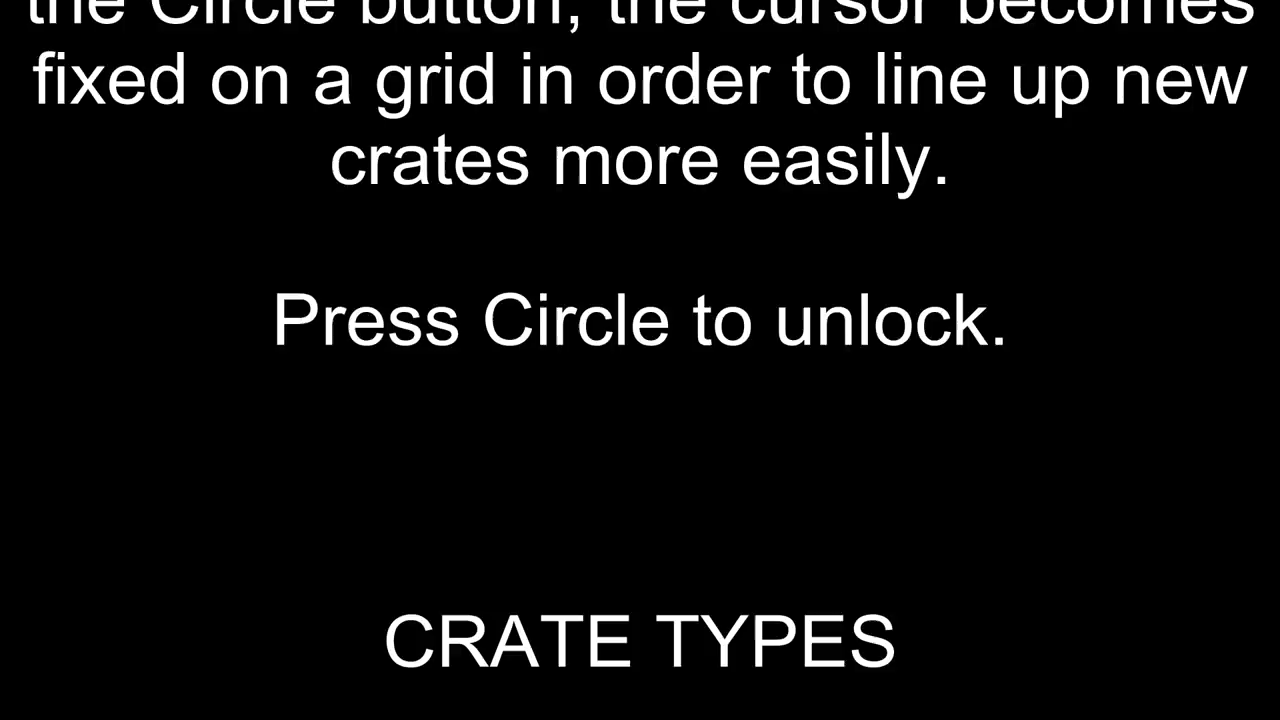 the Circle button, the cursor becomes
fixed on a grid in order to line up new
crates more easily.
Press Circle to unlock.
CRATE TYPES